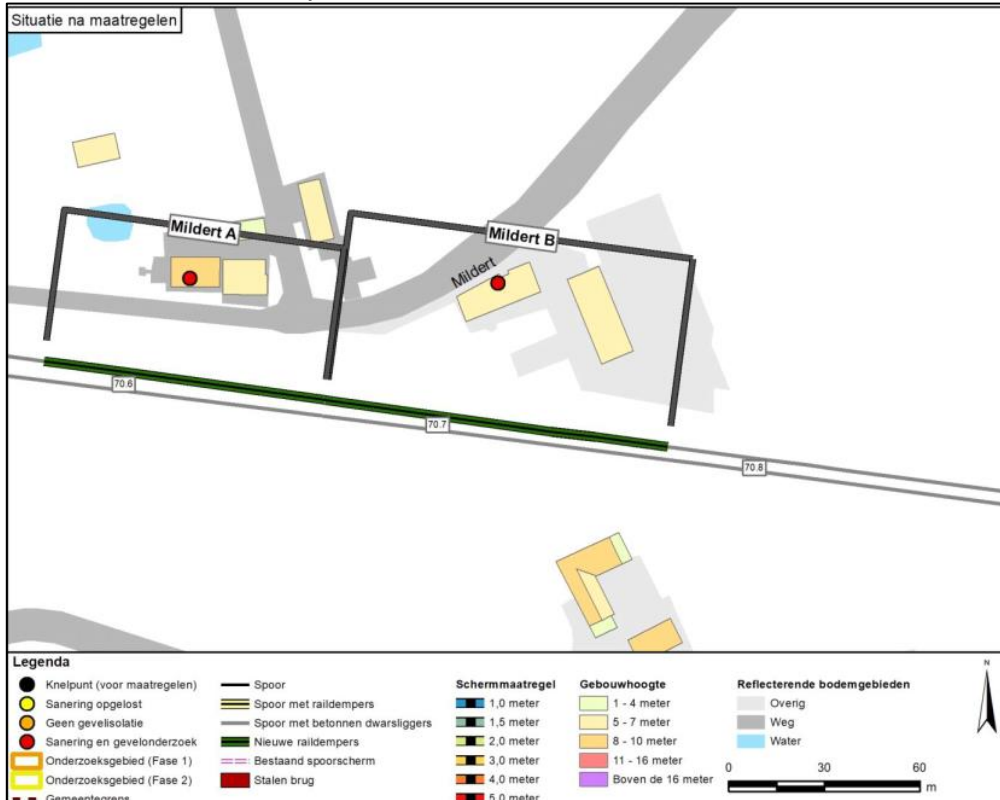 Situatie na maatregelen
Mildert A
Mildert B
Mildert
70.6
70.7
70.8
Legenda
Knelpunt (voor maatregelen)
Sanering opgelost
Geen gevelisolatie
Sanering en gevelonderzoek
Onderzoeksgebied (Fase 1)
Onderzoeksgebied (Fase 2)
Gemeentegrens
Spoor
Spoor met raildempers
Spoor met betonnen dwarsliggers
Nieuwe raildempers
Bestaand spoorscherm
Stalen brug
Schermmaatregel
1,0 meter
1,5 meter
2,0 meter
3,0 meter
4,0 meter
5,0 meter
Gebouwhoogte
1 - 4 meter
5 - 7 meter
8 - 10 meter
11 - 16 meter
Boven de 16 meter
Reflecterende bodemgebieden
Overig
Weg
Water
N
0 30 60
m